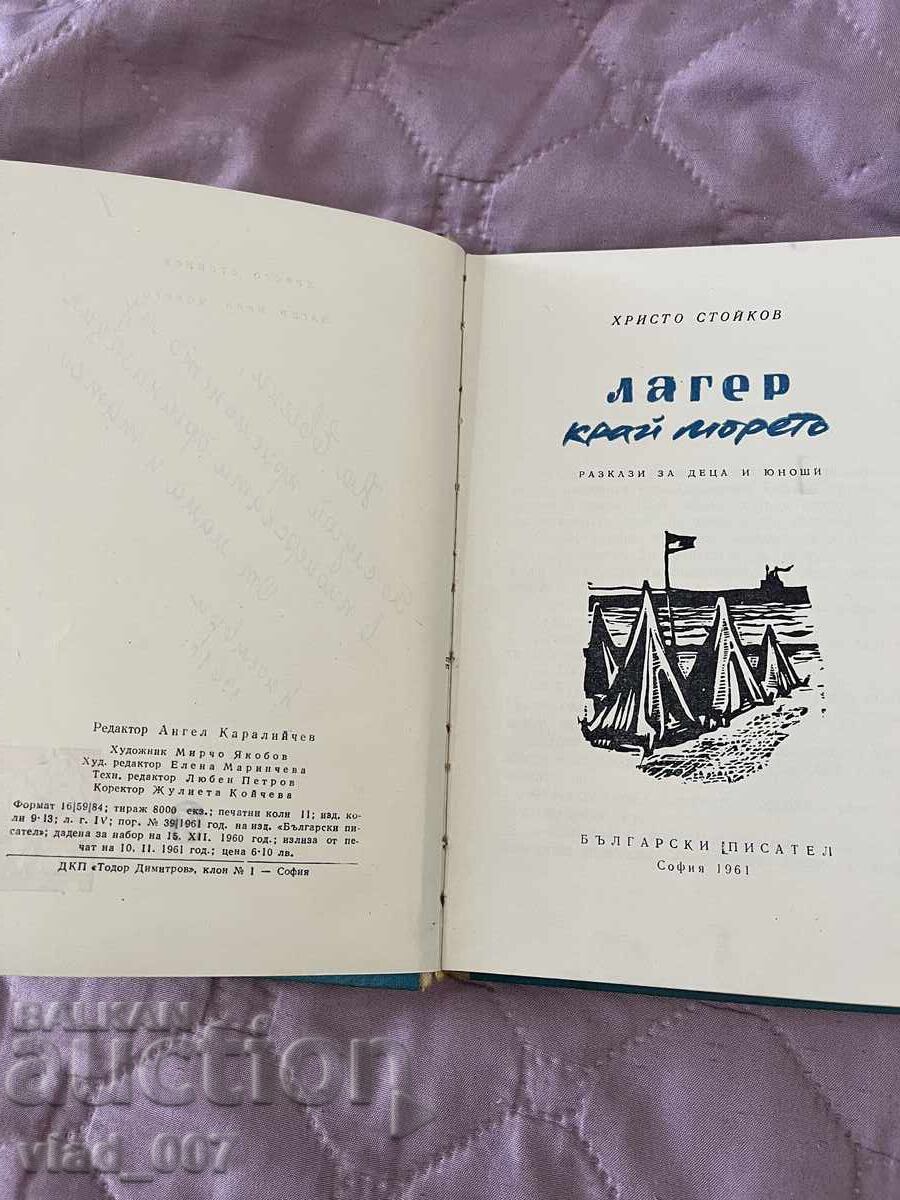 Редактор Ангел Каралийчев
Художник Мирчо Якобов
Худ. редактор Елена Маринчева
Техн. редактор Любен Петров
Коректор Жулиета Койчева
Формат 16/59/84; тираж 8000 екз.; печатни коли 11; изд. ко-
ли 9·13; л. г. IV; пор. № 39/1961 год. на изд. «Български пи-
сател»; дадена за набор на 15. XII. 1960 год.; излиза от пе-
чат на 10. II. 1961 год.; цена 6·10 лв.
ДКП «Тодор Димитров», клон № 1 — София
ХРИСТО СТОЙКОВ
лагер
край морето
РАЗКАЗИ ЗА ДЕЦА И ЮНОШИ
БЪЛГАРСКИ ПИСАТЕЛ
София 1961
BALKAN
auction
vlad_007